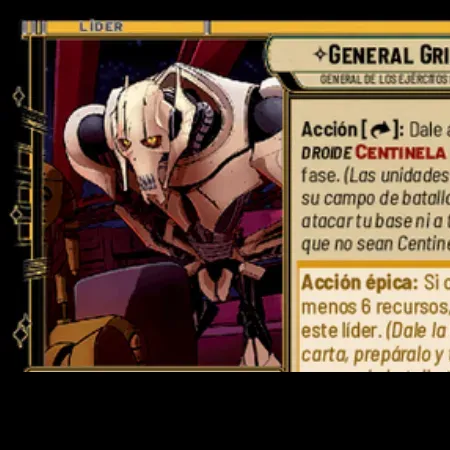 LÍDER
GENERAL GRI
GENERAL DE LOS EJÉRCITOS
Acción [ ]: Dale a
DROIDE CENTINELA
fase. (Las unidades
su campo de batalla
atacar tu base ni a
que no sean Centine
Acción épica: Si
menos 6 recursos,
este líder. (Dale la
carta, prepáralo y